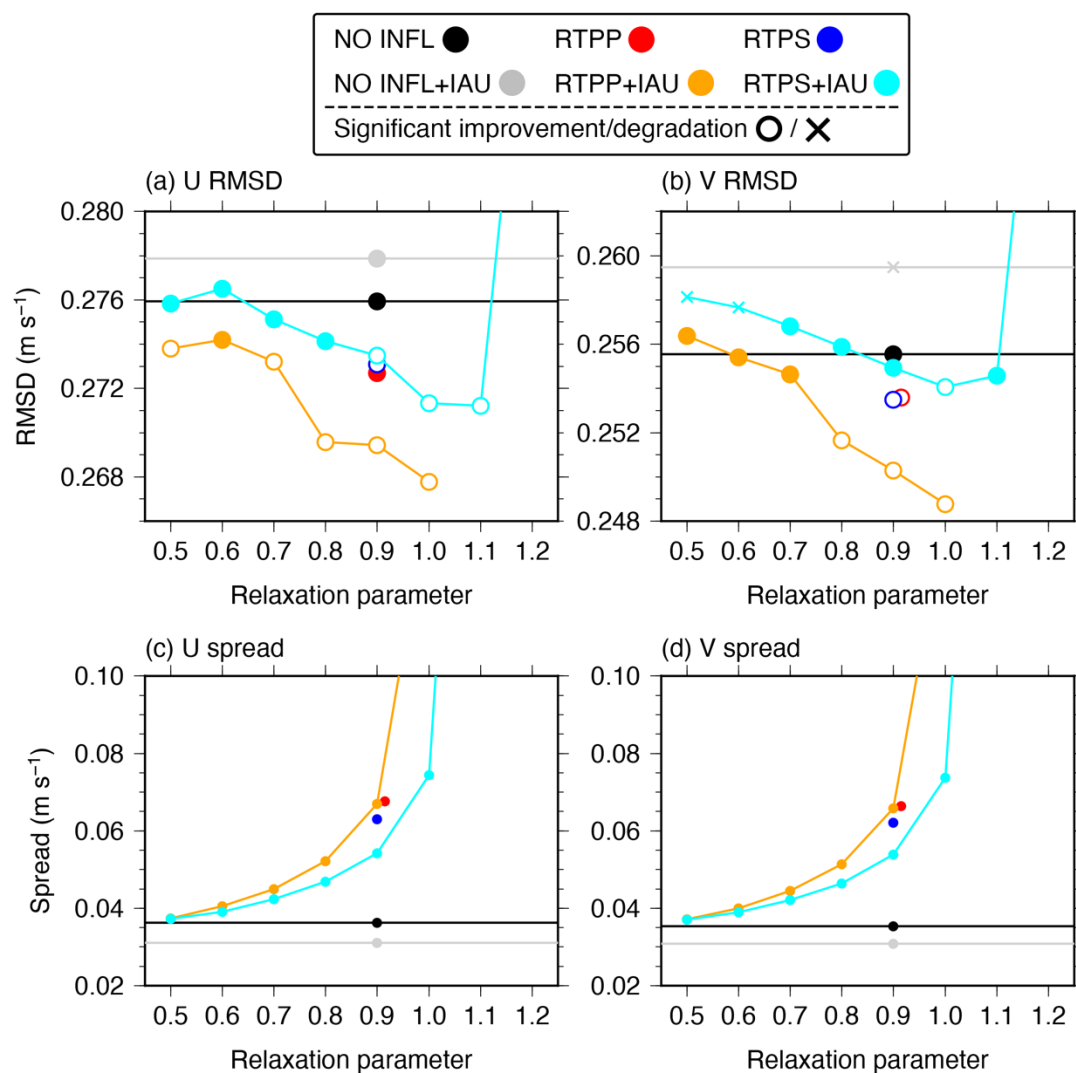 NO INFL RTPP RTPS
NO INFL+IAU RTPP+IAU RTPS+IAU
Significant improvement/degradation /
(a) U RMSD
0.280
0.276
0.272
0.268
RMSD (m s⁻¹)
0.5 0.6 0.7 0.8 0.9 1.0 1.1 1.2
Relaxation parameter
(b) V RMSD
0.260
0.256
0.252
0.248
0.5 0.6 0.7 0.8 0.9 1.0 1.1 1.2
Relaxation parameter
(c) U spread
0.10
0.08
0.06
0.04
0.02
Spread (m s⁻¹)
0.5 0.6 0.7 0.8 0.9 1.0 1.1 1.2
Relaxation parameter
(d) V spread
0.10
0.08
0.06
0.04
0.02
0.5 0.6 0.7 0.8 0.9 1.0 1.1 1.2
Relaxation parameter